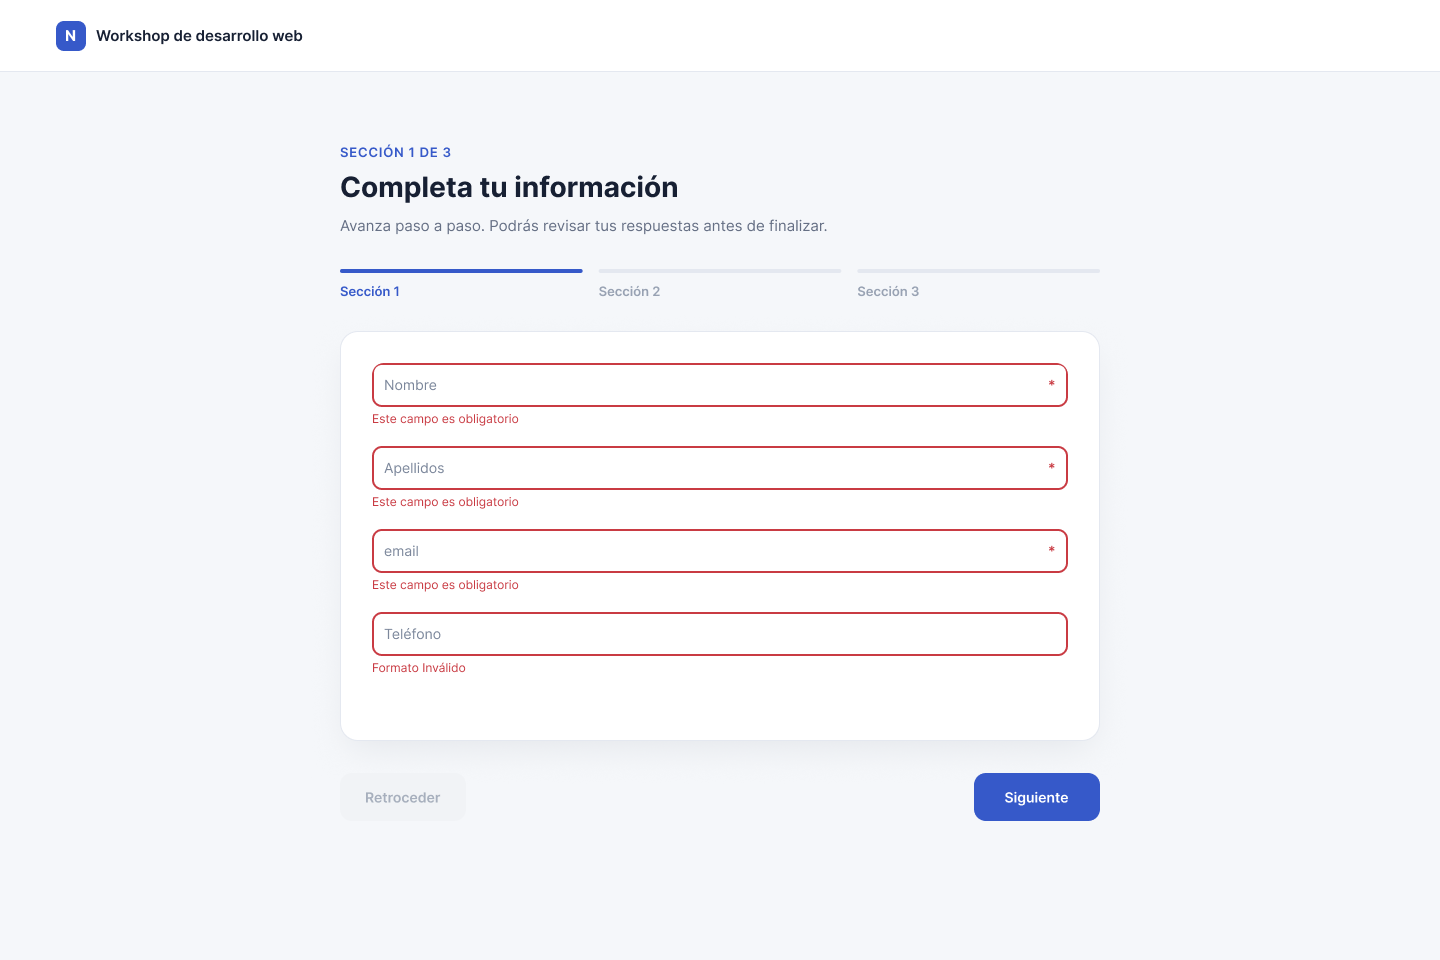 N Workshop de desarrollo web
SECCIÓN 1 DE 3
Completa tu información
Avanza paso a paso. Podrás revisar tus respuestas antes de finalizar.
Sección 1 Sección 2 Sección 3
Nombre *
Este campo es obligatorio
Apellidos *
Este campo es obligatorio
email *
Este campo es obligatorio
Teléfono
Formato Inválido
Retroceder Siguiente